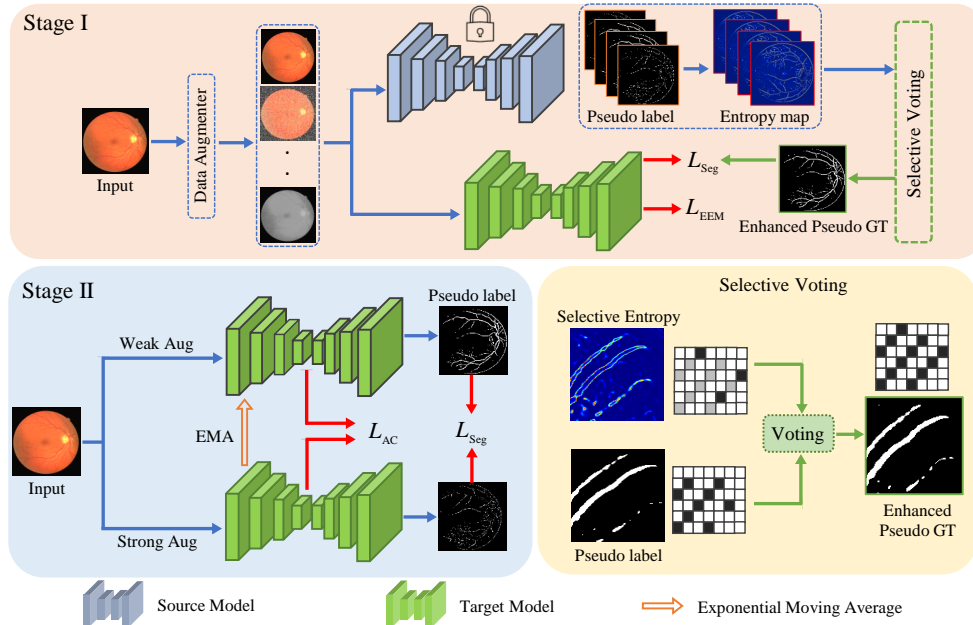 Stage I
Data Augmenter
Input
Pseudo label
Entropy map
Selective Voting
L_Seg
L_EEM
Enhanced Pseudo GT
Stage II
Pseudo label
Weak Aug
EMA
L_AC
L_Seg
Input
Strong Aug
Selective Voting
Selective Entropy
Voting
Pseudo label
Enhanced
Pseudo GT
Source Model
Target Model
Exponential Moving Average